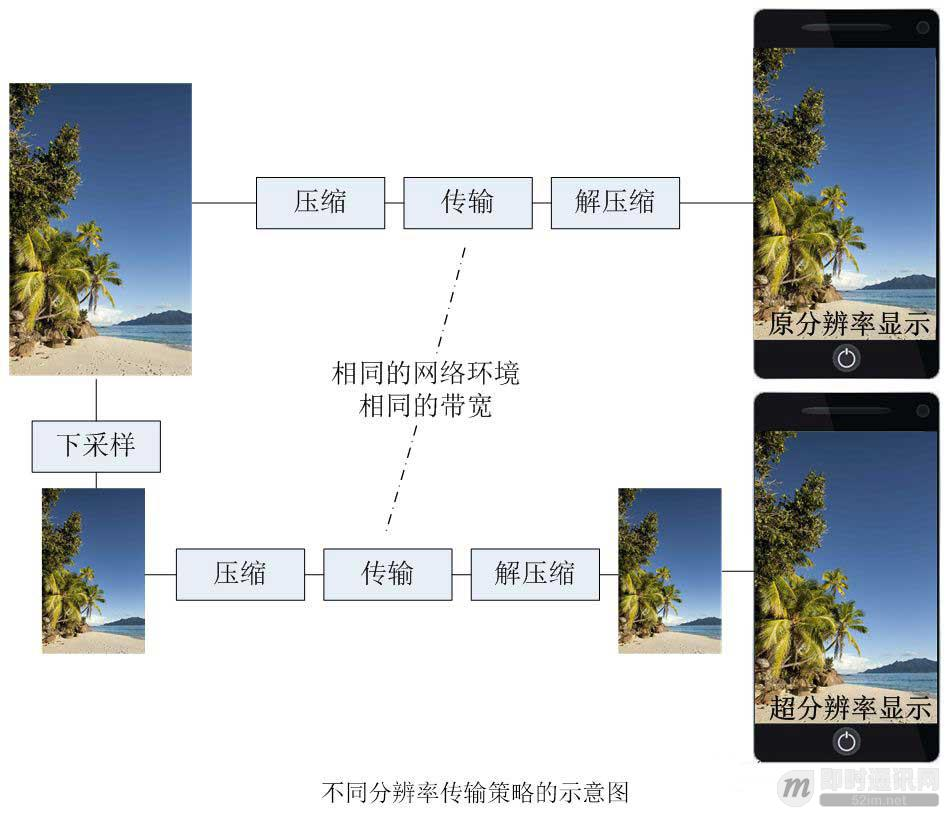 压缩
传输
解压缩
原分辨率显示
相同的网络环境
相同的带宽
下采样
压缩
传输
解压缩
超分辨率显示
不同分辨率传输策略的示意图
m
即时通讯网
52im.net